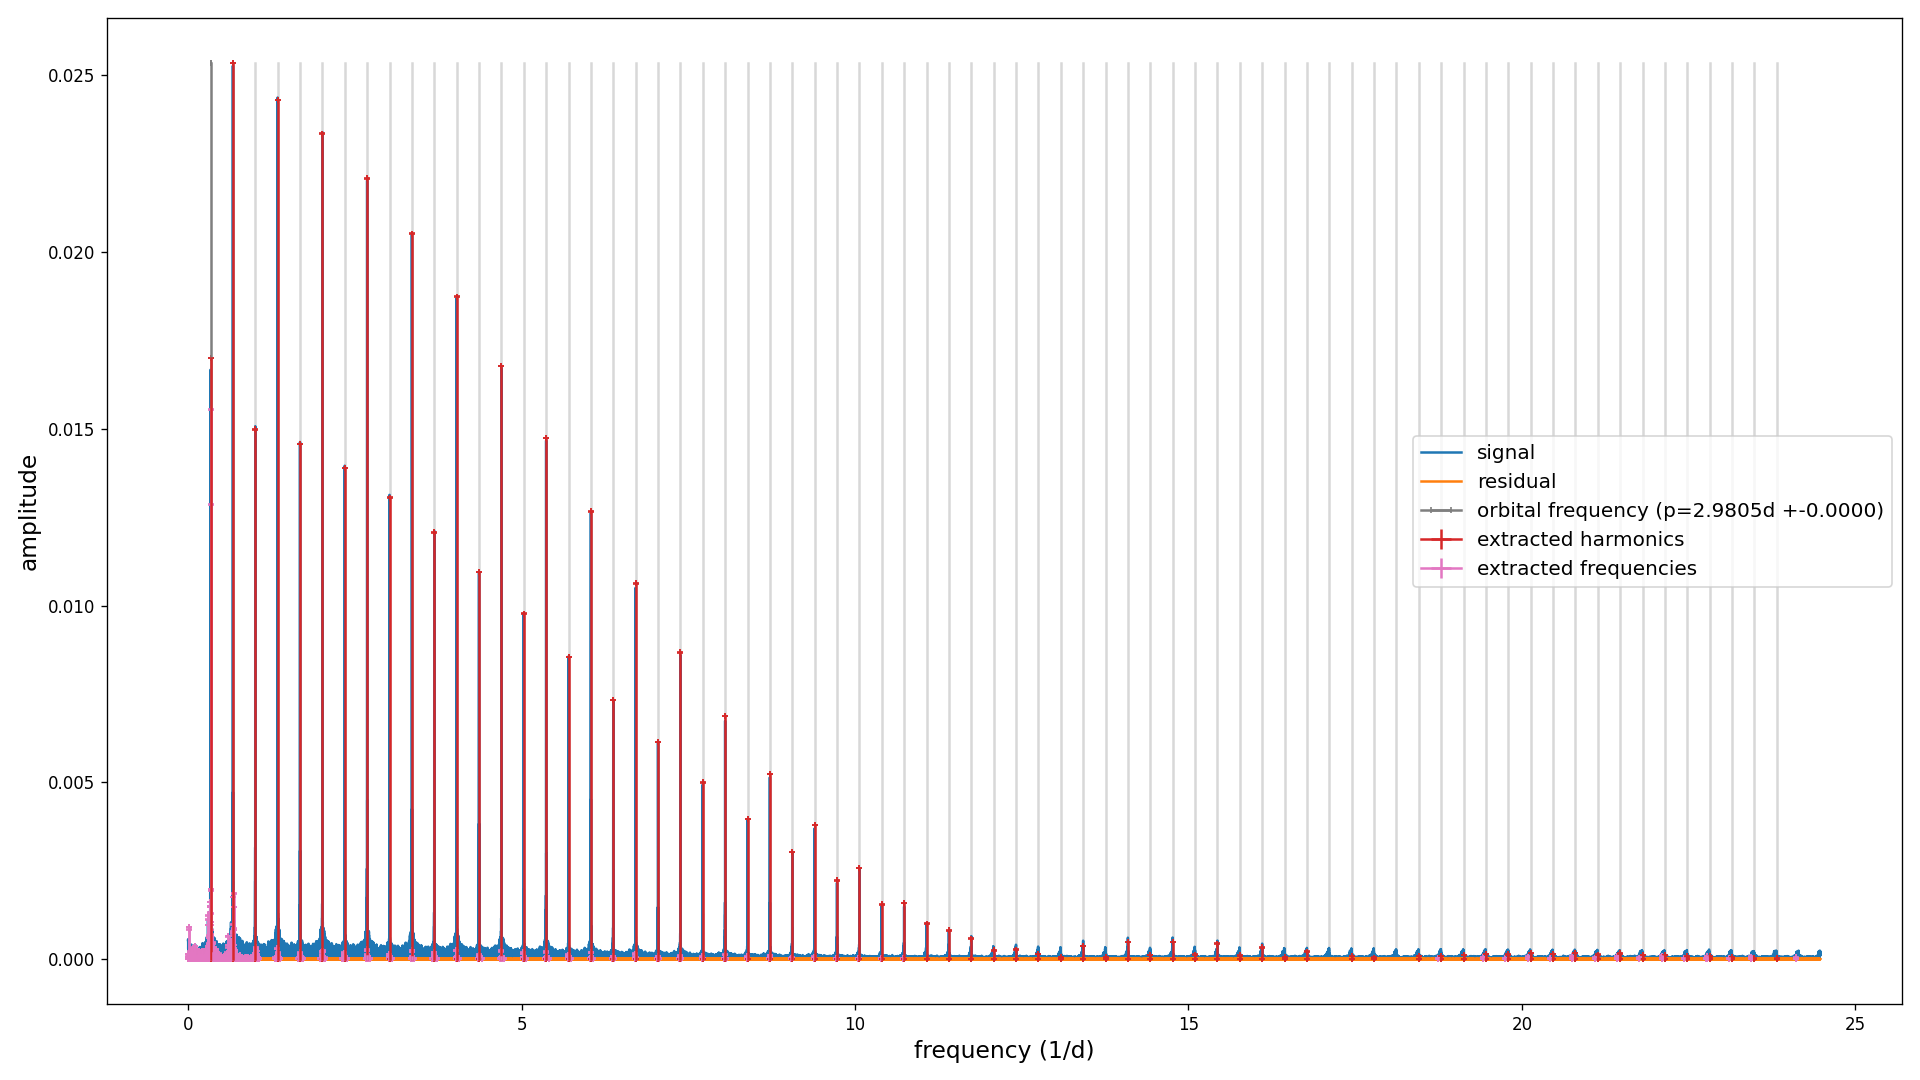 amplitude
0.025
0.020
0.015
0.010
0.005
0.000
signal
residual
orbital frequency (p=2.9805d +-0.0000)
extracted harmonics
extracted frequencies
0 5 10 15 20 25
frequency (1/d)